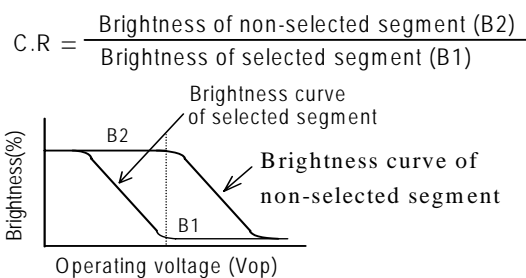 C.R = Brightness of non-selected segment (B2)
Brightness of selected segment (B1)
Brightness curve
of selected segment
B2
Brightness curve of
non-selected segment
B1
Brightness(%)
Operating voltage (Vop)